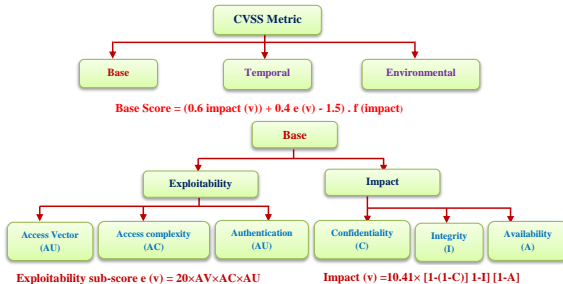 CVSS Metric
Base
Temporal
Environmental
Base Score = (0.6 impact (v)) + 0.4 e (v) - 1.5) . f (impact)
Base
Exploitability
Impact
Access Vector
(AU)
Access complexity
(AC)
Authentication
(AU)
Confidentiality
(C)
Integrity
(I)
Availability
(A)
Exploitability sub-score e (v) = 20×AV×AC×AU
Impact (v) =10.41× [1-(1-C)] 1-I] [1-A]